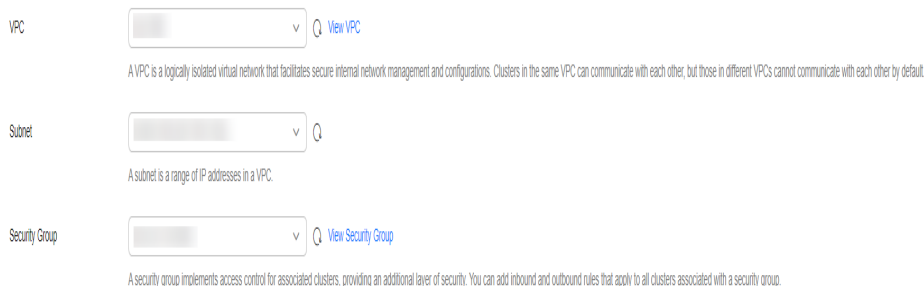 VPC
View VPC
A VPC is a logically isolated virtual network that facilitates secure internal network management and configurations. Clusters in the same VPC can communicate with each other, but those in different VPCs cannot communicate with each other by default.
Subnet
A subnet is a range of IP addresses in a VPC.
Security Group
View Security Group
A security group implements access control for associated clusters, providing an additional layer of security. You can add inbound and outbound rules that apply to all clusters associated with a security group.